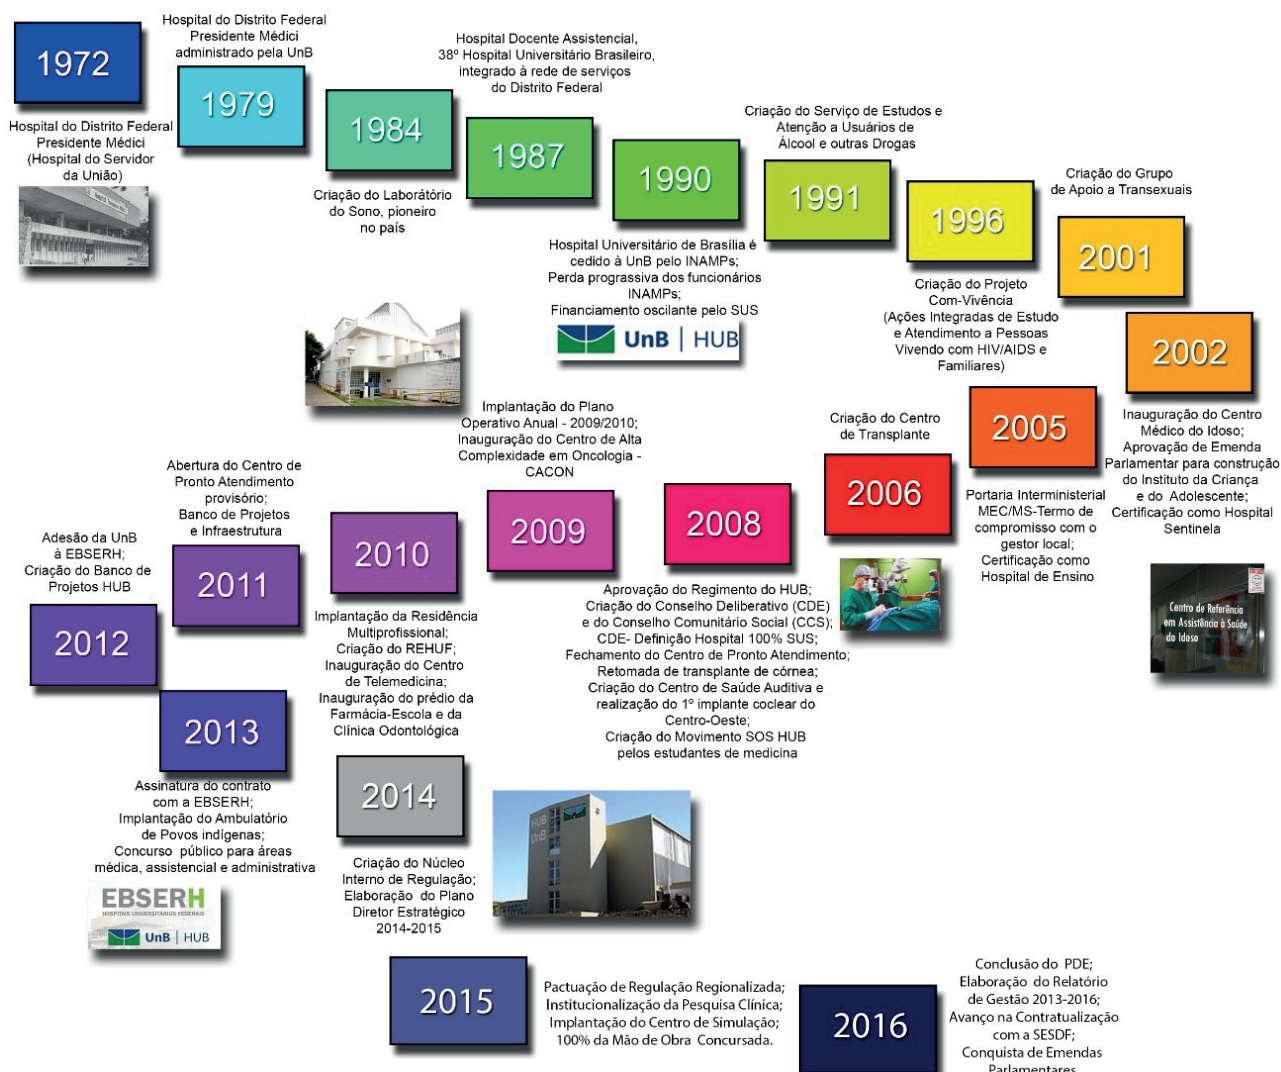 1972
Hospital do Distrito Federal
Presidente Médici
(Hospital do Servidor
da União)
Hospital do Distrito Federal
Presidente Médici
administrado pela UnB
1979
1984
Criação do Laborátório
do Sono, pioneiro
no país
Hospital Docente Assistencial,
38º Hospital Universitário Brasileiro,
integrado à rede de serviços
do Distrito Federal
1987
1990
Hospital Universitário de Brasília é
cedido à UnB pelo INAMPs;
Perda prograssiva dos funcionários
INAMPs;
Financiamento oscilante pelo SUS
UnB | HUB
Criação do Serviço de Estudos e
Atenção a Usuários de
Álcool e outras Drogas
1991
1996
Criação do Projeto
Com-Vivência
(Ações Integradas de Estudo
e Atendimento a Pessoas
Vivendo com HIV/AIDS e
Familiares)
Criação do Grupo
de Apoio a Transexuais
2001
2002
Inauguração do Centro
Médico do Idoso;
Aprovação de Emenda
Parlamentar para construção
do Instituto da Criança
e do Adolescente;
Certificação como Hospital
Sentinela
Centro de Referência
em Assistência à Saúde
do Idoso
2005
Portaria Interministerial
MEC/MS-Termo de
compromisso com o
gestor local;
Certificação como
Hospital de Ensino
Criação do Centro
de Transplante
2006
2008
Aprovação do Regimento do HUB;
Criação do Conselho Deliberativo (CDE)
e do Conselho Comunitário Social (CCS);
CDE- Definição Hospital 100% SUS;
Fechamento do Centro de Pronto Atendimento;
Retomada de transplante de córnea;
Criação do Centro de Saúde Auditiva e
realização do 1º implante coclear do
Centro-Oeste;
Criação do Movimento SOS HUB
pelos estudantes de medicina
Implantação do Plano
Operativo Anual - 2009/2010;
Inauguração do Centro de Alta
Complexidade em Oncologia -
CACON
2009
2010
Implantação da Residência
Multiprofissional;
Criação do REHUF;
Inauguração do Centro
de Telemedicina;
Inauguração do prédio da
Farmácia-Escola e da
Clínica Odontológica
Abertura do Centro de
Pronto Atendimento
provisório;
Banco de Projetos
e Infraestrutura
2011
Adesão da UnB
à EBSERH;
Criação do Banco de
Projetos HUB
2012
2013
Assinatura do contrato
com a EBSERH;
Implantação do Ambulatório
de Povos indígenas;
Concurso público para áreas
médica, assistencial e administrativa
EBSERH
HOSPITAIS UNIVERSITÁRIOS FEDERAIS
UnB | HUB
2014
Criação do Núcleo
Interno de Regulação;
Elaboração do Plano
Diretor Estratégico
2014-2015
HUB
UnB
2015
Pactuação de Regulação Regionalizada;
Institucionalização da Pesquisa Clínica;
Implantação do Centro de Simulação;
100% da Mão de Obra Concursada.
2016
Conclusão do PDE;
Elaboração do Relatório
de Gestão 2013-2016;
Avanço na Contratualização
com a SESDF;
Conquista de Emendas
Parlamentares